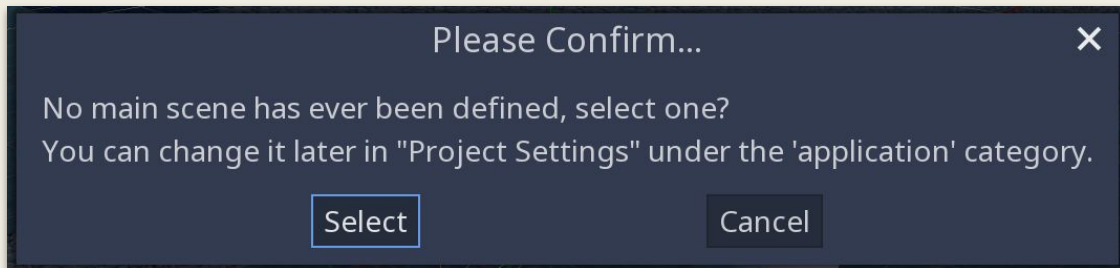 Please Confirm...
No main scene has ever been defined, select one?
You can change it later in "Project Settings" under the 'application' category.
Select
Cancel